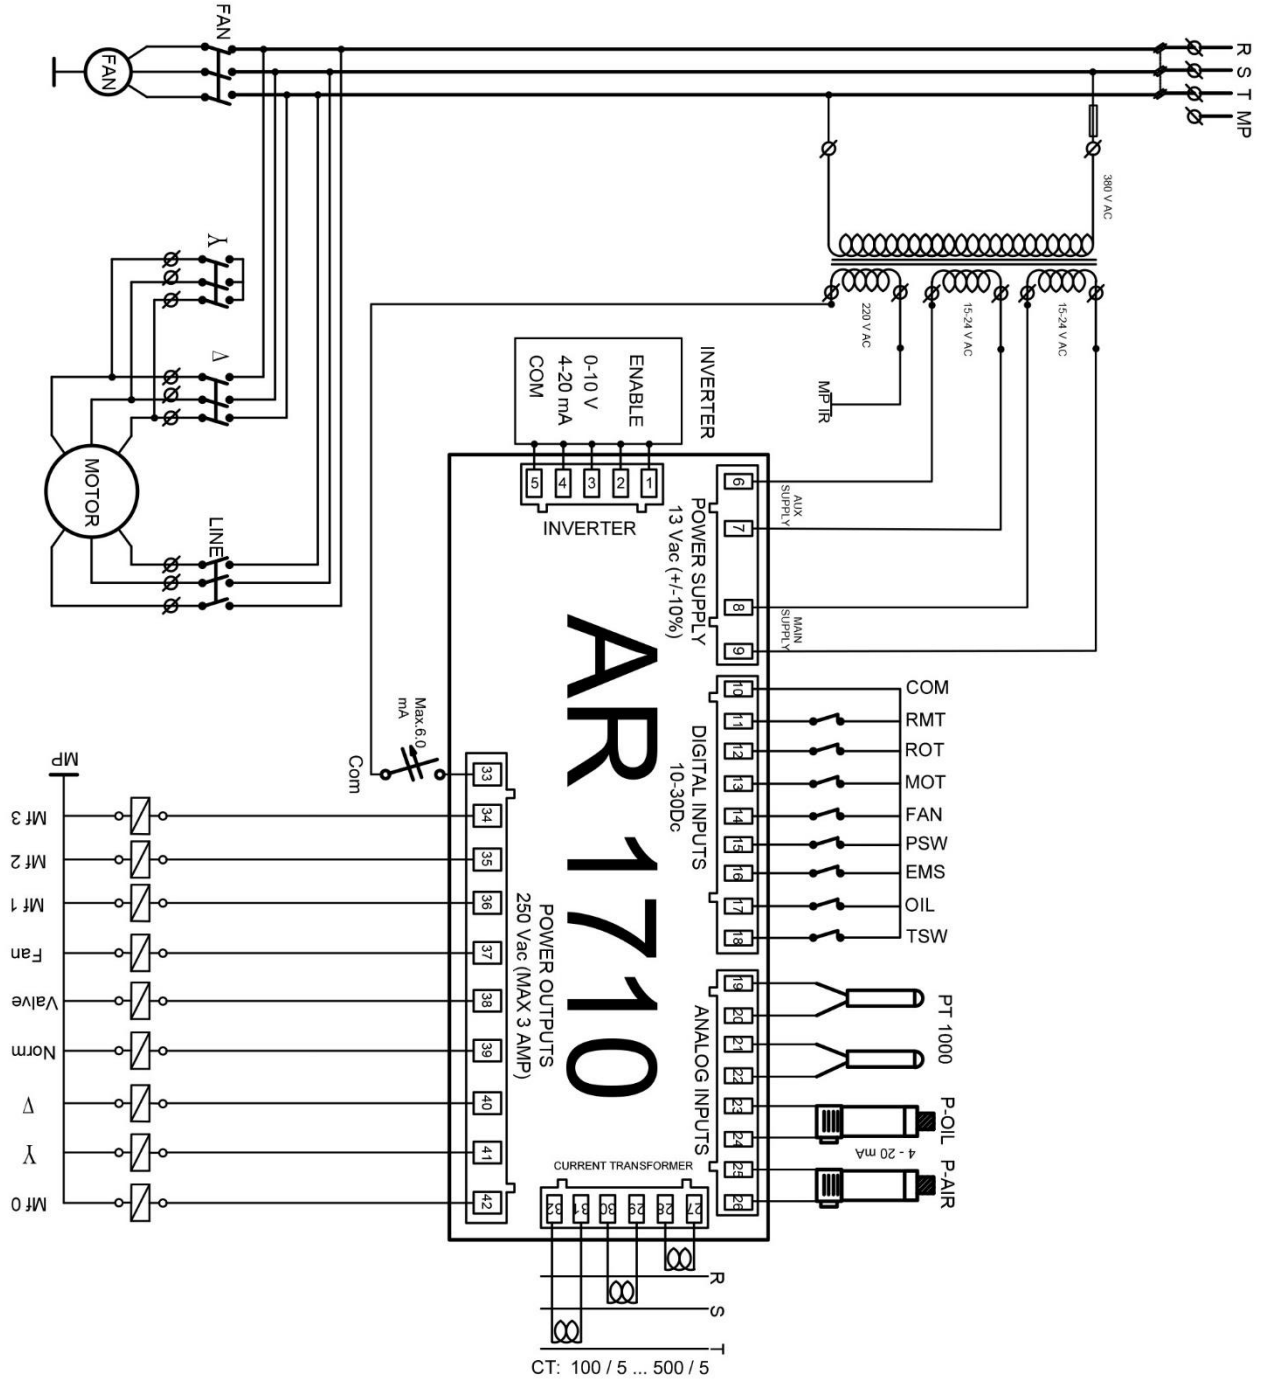 FAN
FAN
R
S
T
MP
380 V AC
220 V AC
15-24 V AC
15-24 V AC
MP IR
Y
Δ
MOTOR
LINE
INVERTER
ENABLE
0-10 V
4-20 mA
COM
5 4 3 2 1
INVERTER
6
7
8
9
AUX
SUPPLY
MAIN
SUPPLY
POWER SUPPLY
13 Vac (+/-10%)
AR 1710
10 COM
11 RMT
12 ROT
13 MOT
14 FAN
15 PSW
16 EMS
17 OIL
18 TSW
DIGITAL INPUTS
10-30Dc
19
20
21
22
23
24
25
26
ANALOG INPUTS
PT 1000
P-OIL
4 - 20 mA
P-AIR
Max.6.0
mA
Com
MP
33
Mf 3 34
Mf 2 35
Mf 1 36
Fan 37
Valve 38
Norm 39
Δ 40
Y 41
Mf 0 42
POWER OUTPUTS
250 Vac (MAX 3 AMP)
CURRENT TRANSFORMER
32 31 30 29 28 27
R
S
T
CT: 100 / 5 ... 500 / 5